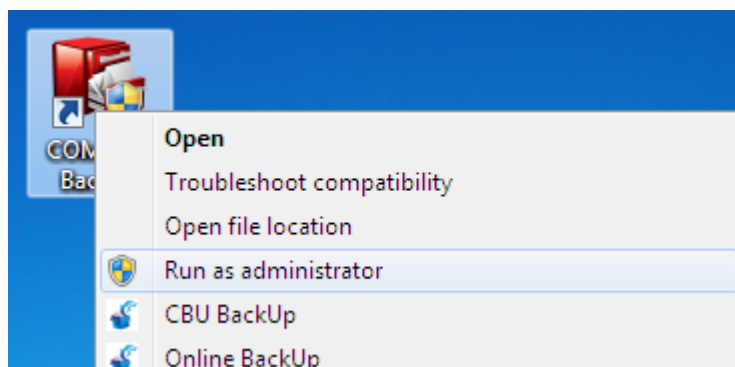 Open
Troubleshoot compatibility
Open file location
Run as administrator
CBU BackUp
Online BackUp